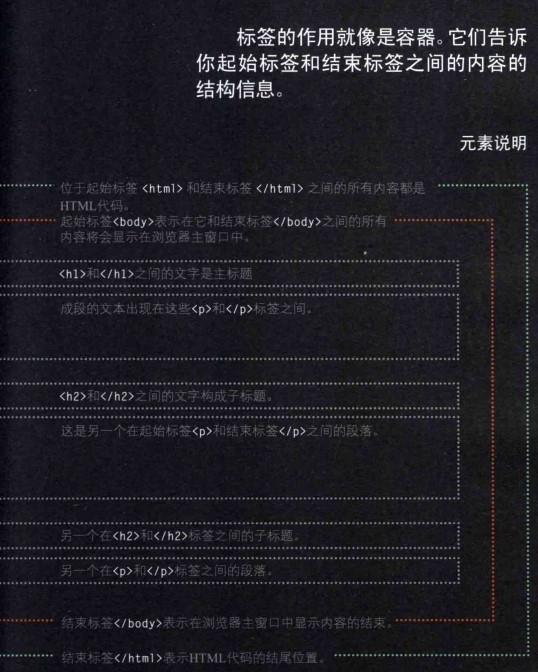 标签的作用就像是容器。它们告诉
你起始标签和结束标签之间的内容的
结构信息。
元素说明
位于起始标签 <html> 和结束标签 </html> 之间的所有内容都是
HTML代码。
起始标签<body>表示在它和结束标签</body>之间的所有
内容将会显示在浏览器主窗口中。
<h1>和</h1>之间的文字是主标题
成段的文本出现在这些<p>和</p>标签之间。
<h2>和</h2>之间的文字构成子标题。
这是另一个在起始标签<p>和结束标签</p>之间的段落。
另一个在<h2>和</h2>标签之间的子标题。
另一个在<p>和</p>标签之间的段落。
结束标签</body>表示在浏览器主窗口中显示内容的结束。
结束标签</html>表示HTML代码的结尾位置。